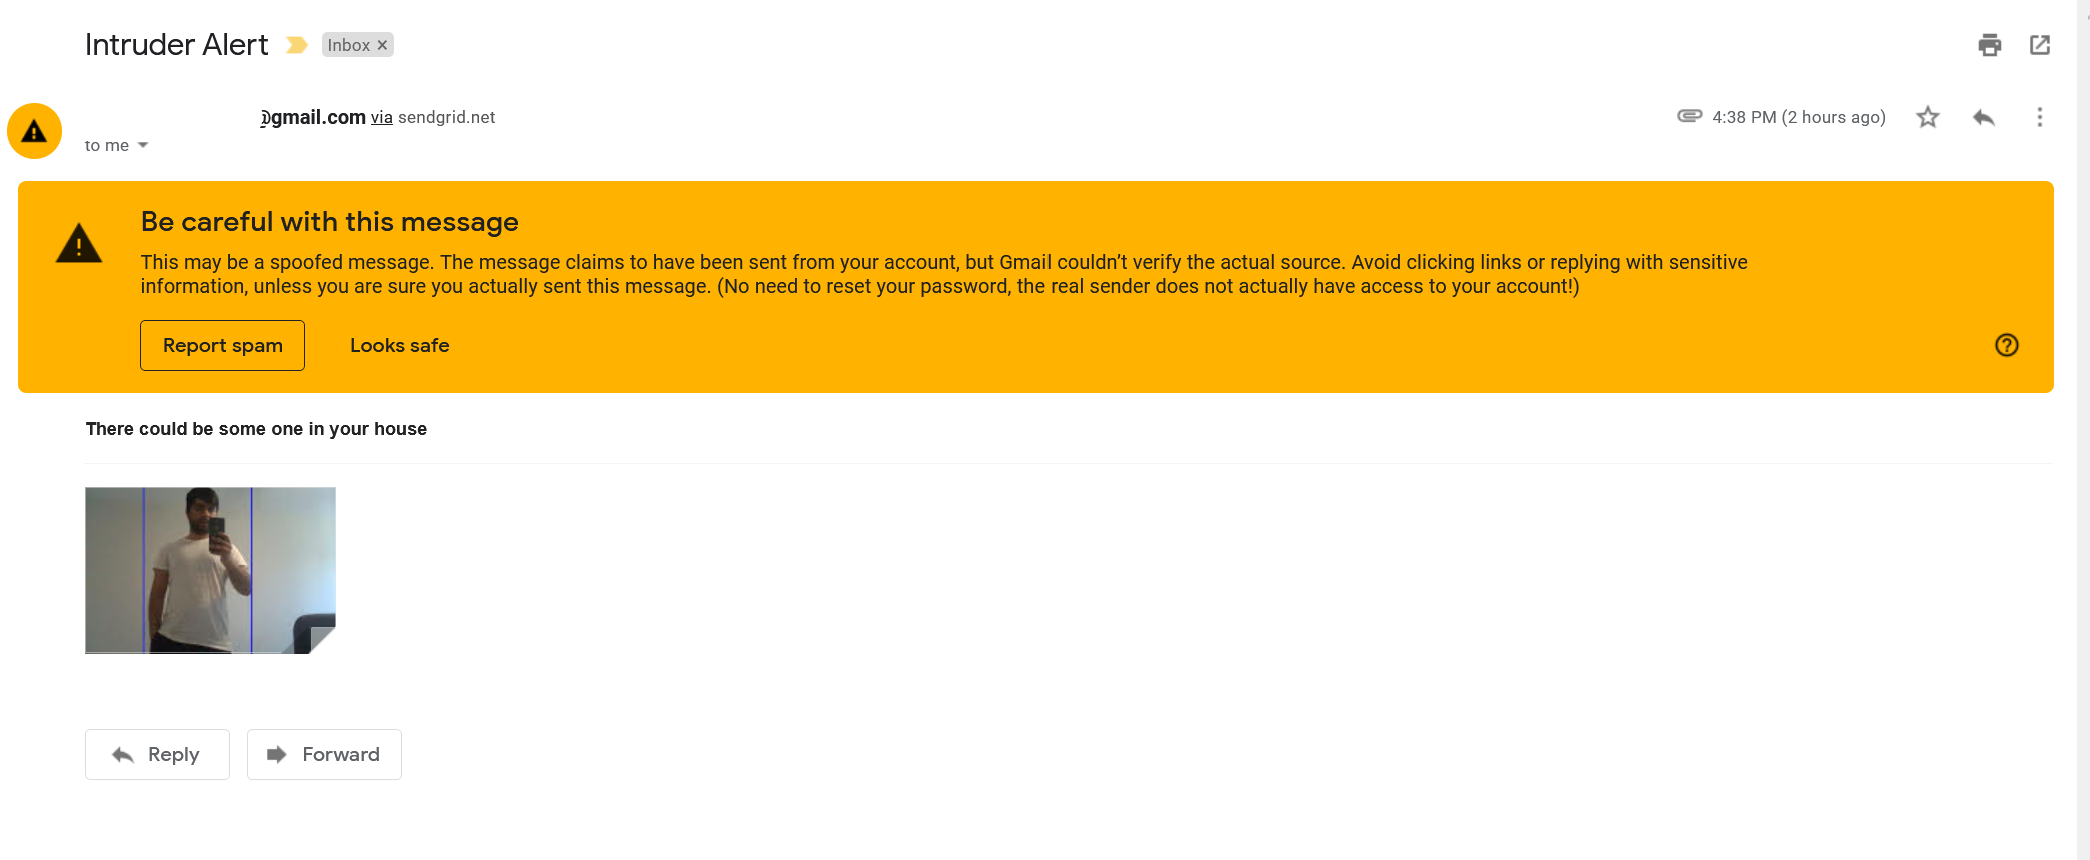 Intruder Alert
Inbox ×
@gmail.com via sendgrid.net
4:38 PM (2 hours ago)
to me
Be careful with this message
This may be a spoofed message. The message claims to have been sent from your account, but Gmail couldn’t verify the actual source. Avoid clicking links or replying with sensitive
information, unless you are sure you actually sent this message. (No need to reset your password, the real sender does not actually have access to your account!)
Report spam
Looks safe
There could be some one in your house
Reply
Forward